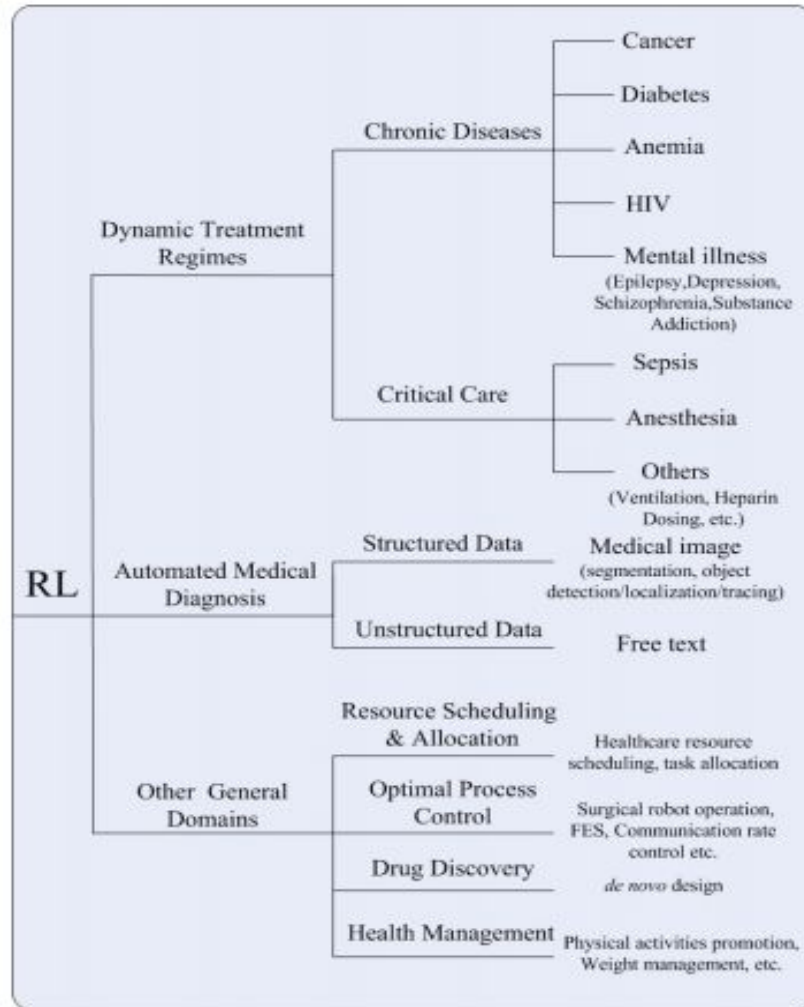 Cancer
Diabetes
Chronic Diseases
Anemia
HIV
Dynamic Treatment
Regimes
Mental illness
(Epilepsy,Depression,
Schizophrenia,Substance
Addiction)
Sepsis
Critical Care
Anesthesia
Others
(Ventilation, Heparin
Dosing, etc.)
RL
Automated Medical
Diagnosis
Structured Data
Medical image
(segmentation, object
detection/localization/tracing)
Unstructured Data
Free text
Other General
Domains
Resource Scheduling
& Allocation
Healthcare resource
scheduling, task allocation
Optimal Process
Control
Surgical robot operation,
FES, Communication rate
control etc.
Drug Discovery
de novo design
Health Management
Physical activities promotion,
Weight management, etc.